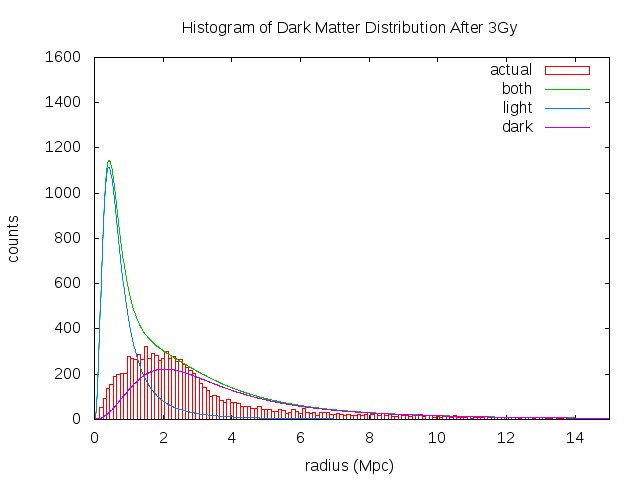 Histogram of Dark Matter Distribution After 3Gy
1600
1400
1200
1000
800
600
400
200
0
counts
actual
both
light
dark
0 2 4 6 8 10 12 14
radius (Mpc)